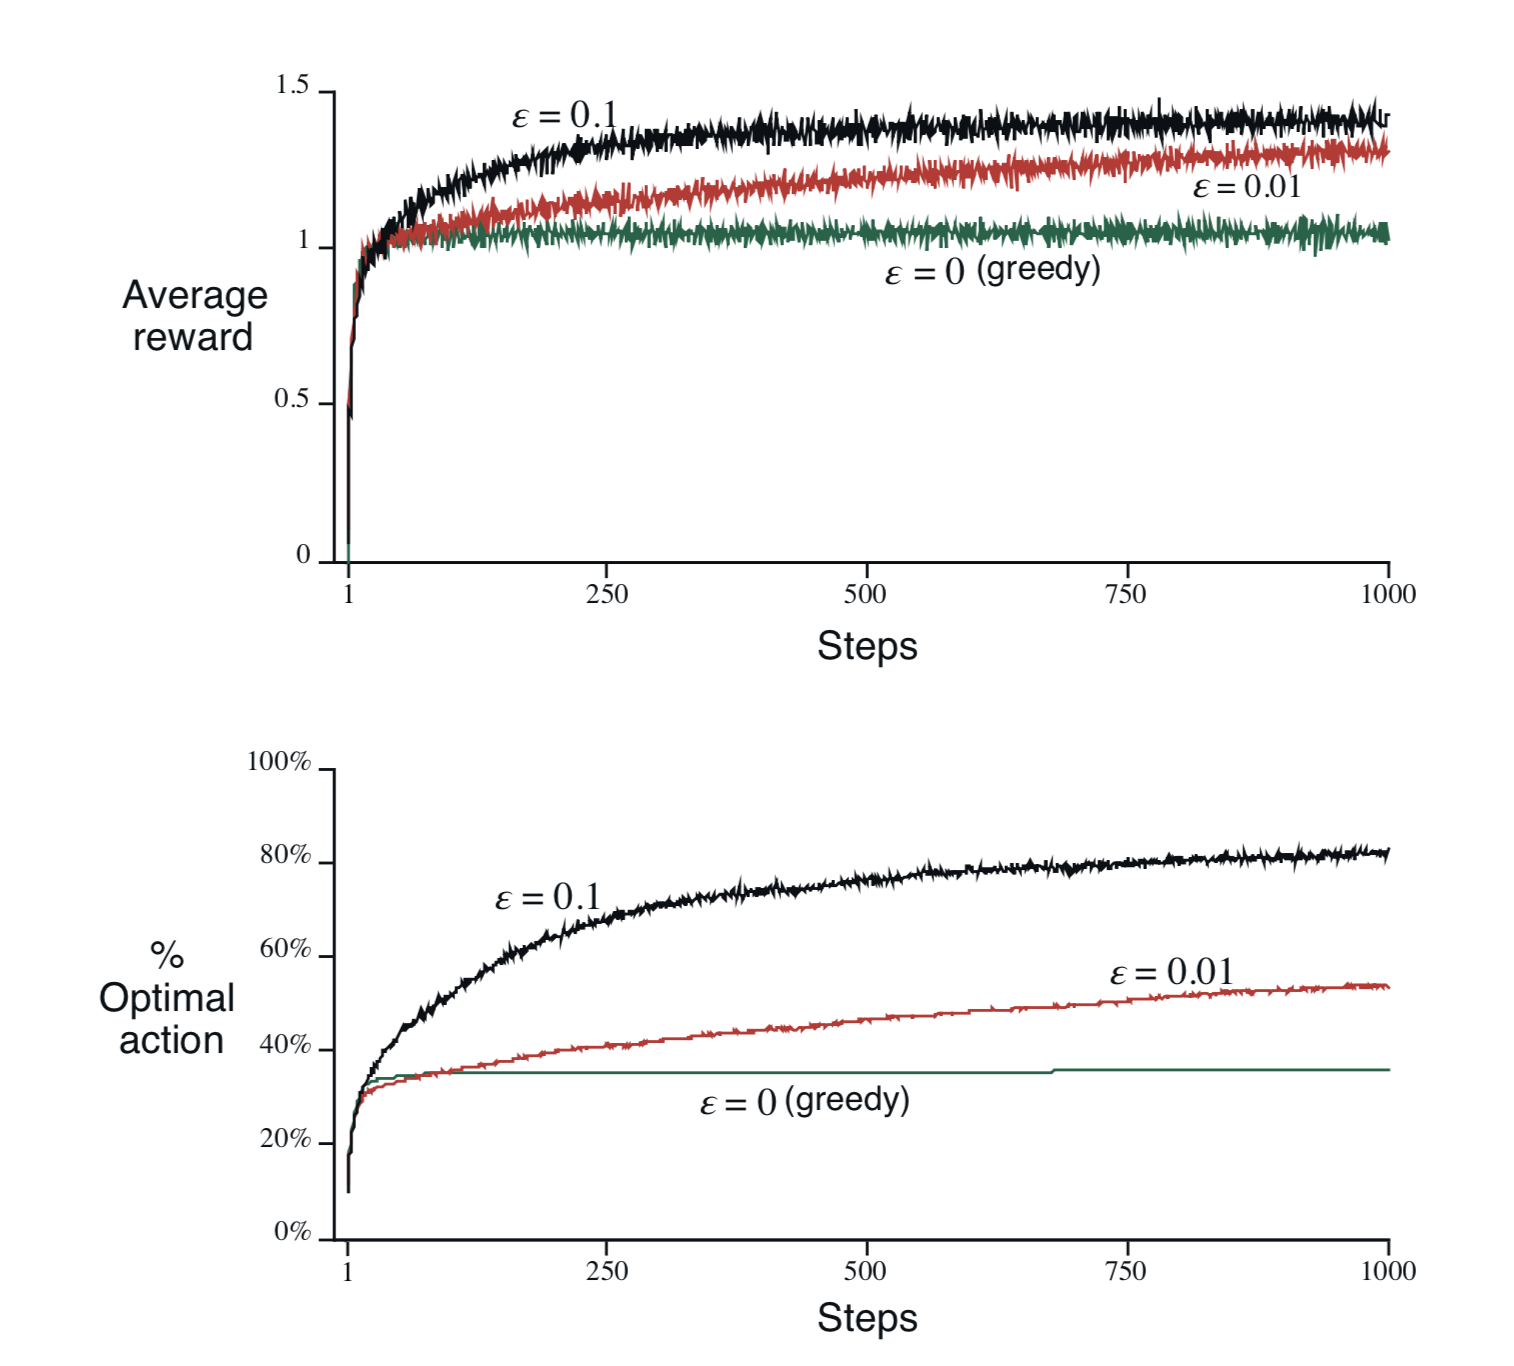 1.5
ε = 0.1
ε = 0.01
1
ε = 0 (greedy)
Average
reward
0.5
0
1 250 500 750 1000
Steps
100%
80%
ε = 0.1
60%
%
Optimal
action
ε = 0.01
40%
ε = 0 (greedy)
20%
0%
1 250 500 750 1000
Steps